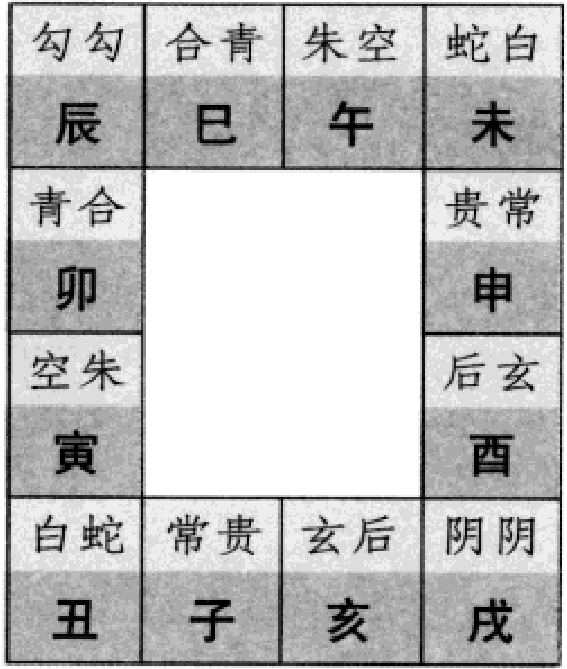 勾勾 合青 朱空 蛇白
辰 巳 午 未
青合 贵常
卯 申
空朱 后玄
寅 酉
白蛇 常贵 玄后 阴阴
丑 子 亥 戌